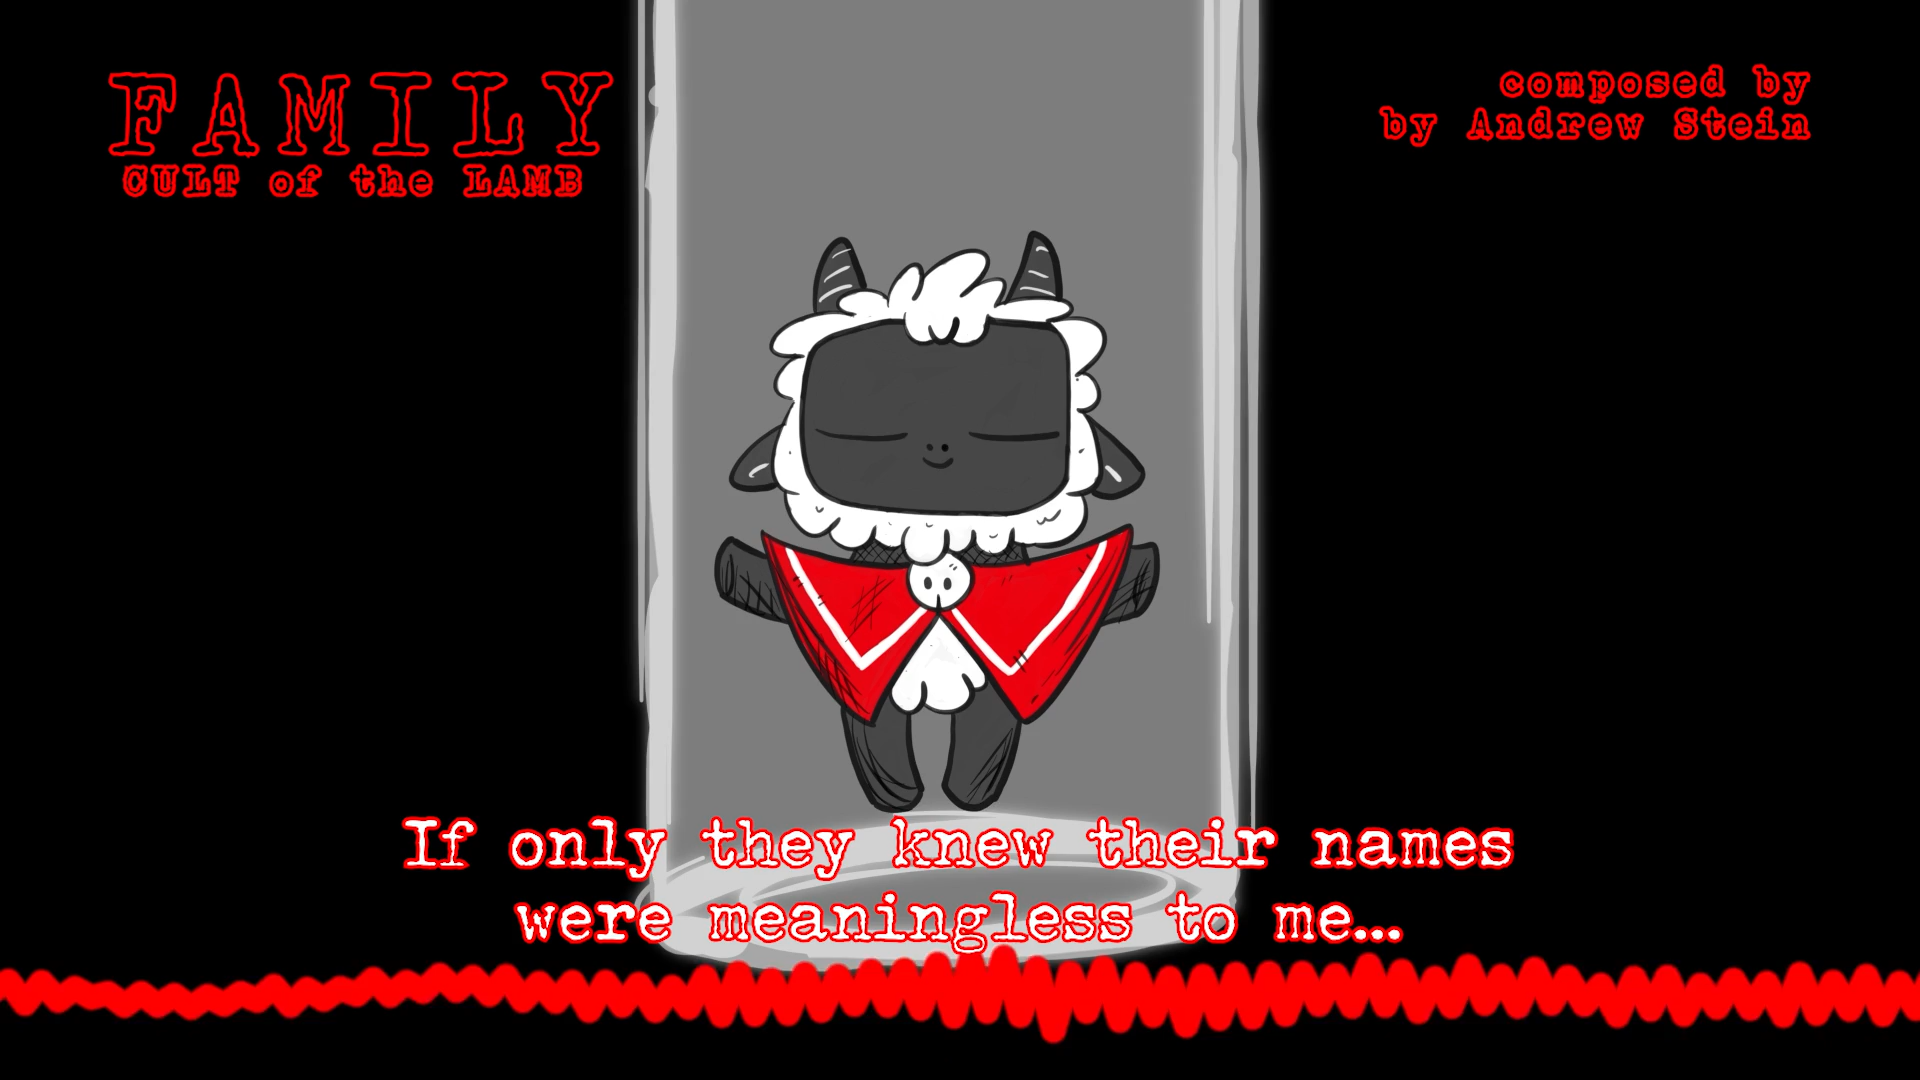 FAMILY
CULT of the LAMB
composed by
by Andrew Stein
If only they knew their names
were meaningless to me...